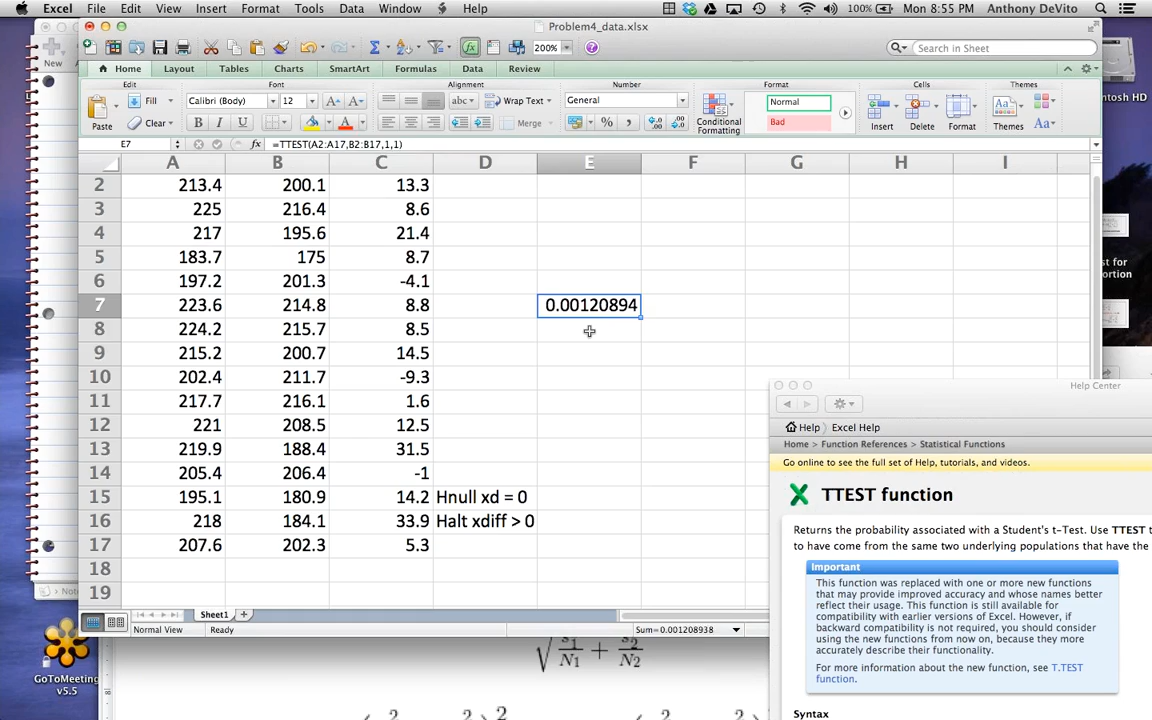 Excel File Edit View Insert Format Tools Data Window Help 100% Mon 8:55 PM Anthony DeVito
Problem4_data.xlsx
New
200% Search in Sheet
Home Layout Tables Charts SmartArt Formulas Data Review
Edit Font Alignment Number Format Cells Themes
Paste Fill Clear Calibri (Body) 12 A A abc Wrap Text General Normal
B I U A Merge % Conditional Formatting Bad Insert Delete Format Themes Aa
E7 fx =TTEST(A2:A17,B2:B17,1,1)
A B C D E F G H I
2 213.4 200.1 13.3
3 225 216.4 8.6
4 217 195.6 21.4
5 183.7 175 8.7
6 197.2 201.3 -4.1
7 223.6 214.8 8.8 0.00120894
8 224.2 215.7 8.5
9 215.2 200.7 14.5
10 202.4 211.7 -9.3
11 217.7 216.1 1.6
12 221 208.5 12.5
13 219.9 188.4 31.5
14 205.4 206.4 -1
15 195.1 180.9 14.2 Hnull xd = 0
16 218 184.1 33.9 Halt xdiff > 0
17 207.6 202.3 5.3
18
19
Sheet1
Normal View Ready Sum=0.001208938
Help Center
Help Excel Help
Home > Function References > Statistical Functions
Go online to see the full set of Help, tutorials, and videos.
TTEST function
Returns the probability associated with a Student's t-Test. Use TTEST t
to have come from the same two underlying populations that have the
Important
This function was replaced with one or more new functions
that may provide improved accuracy and whose names better
reflect their usage. This function is still available for
compatibility with earlier versions of Excel. However, if
backward compatibility is not required, you should consider
using the new functions from now on, because they more
accurately describe their functionality.
For more information about the new function, see T.TEST
function.
Syntax
ntosh HD
st for
ortion
GoToMeeting
v5.5
N1 + N2